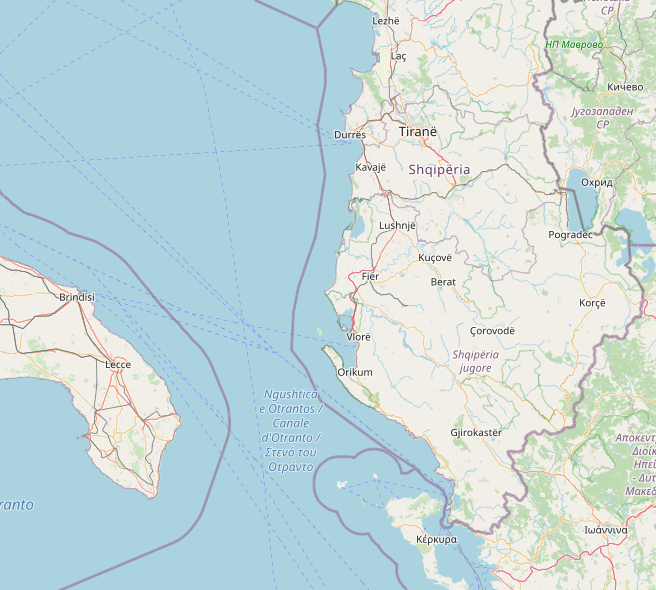 Lezhë
Laç
НП Маврово
СР
Кичево
Југозападен
СР
Durrës
Tiranë
Kavajë
Shqipëria
Охрид
Lushnjë
Pogradec
Kuçovë
Fier
Berat
Brindisi
Korçë
Vlorë
Çorovodë
Shqipëria
jugore
Lecce
Orikum
Ngushtica
e Otrantos /
Canale
d'Otranto /
Στενό του
Οτράντο
Gjirokastër
Αποκεντ
Διοίκ
Ηπεί
- Δυτ
Μακεδ
ranto
Ιωάννινα
Κέρκυρα